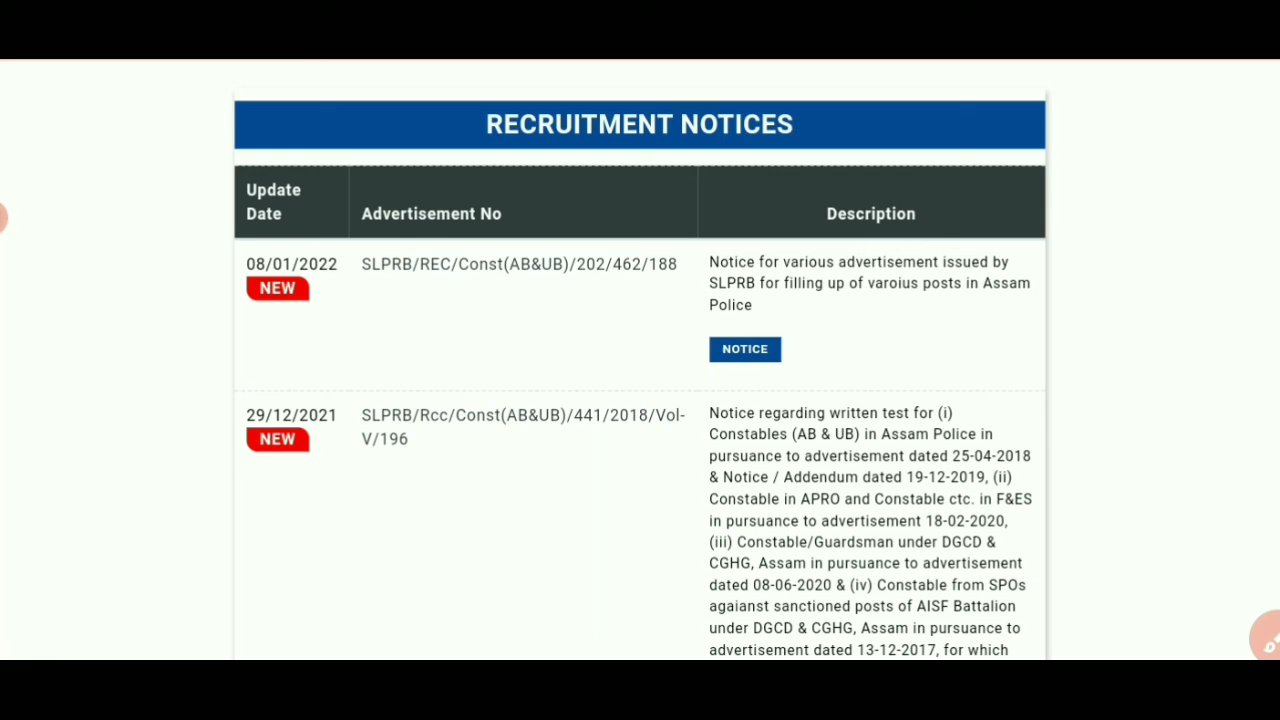 RECRUITMENT NOTICES
Update
Date
Advertisement No
Description
08/01/2022
NEW
SLPRB/REC/Const(AB&UB)/202/462/188
Notice for various advertisement issued by
SLPRB for filling up of varoius posts in Assam
Police
NOTICE
29/12/2021
NEW
SLPRB/Rcc/Const(AB&UB)/441/2018/Vol-
V/196
Notice regarding written test for (i)
Constables (AB & UB) in Assam Police in
pursuance to advertisement dated 25-04-2018
& Notice / Addendum dated 19-12-2019, (ii)
Constable in APRO and Constable ctc. in F&ES
in pursuance to advertisement 18-02-2020,
(iii) Constable/Guardsman under DGCD &
CGHG, Assam in pursuance to advertisement
dated 08-06-2020 & (iv) Constable from SPOs
agaianst sanctioned posts of AISF Battalion
under DGCD & CGHG, Assam in pursuance to
advertisement dated 13-12-2017, for which